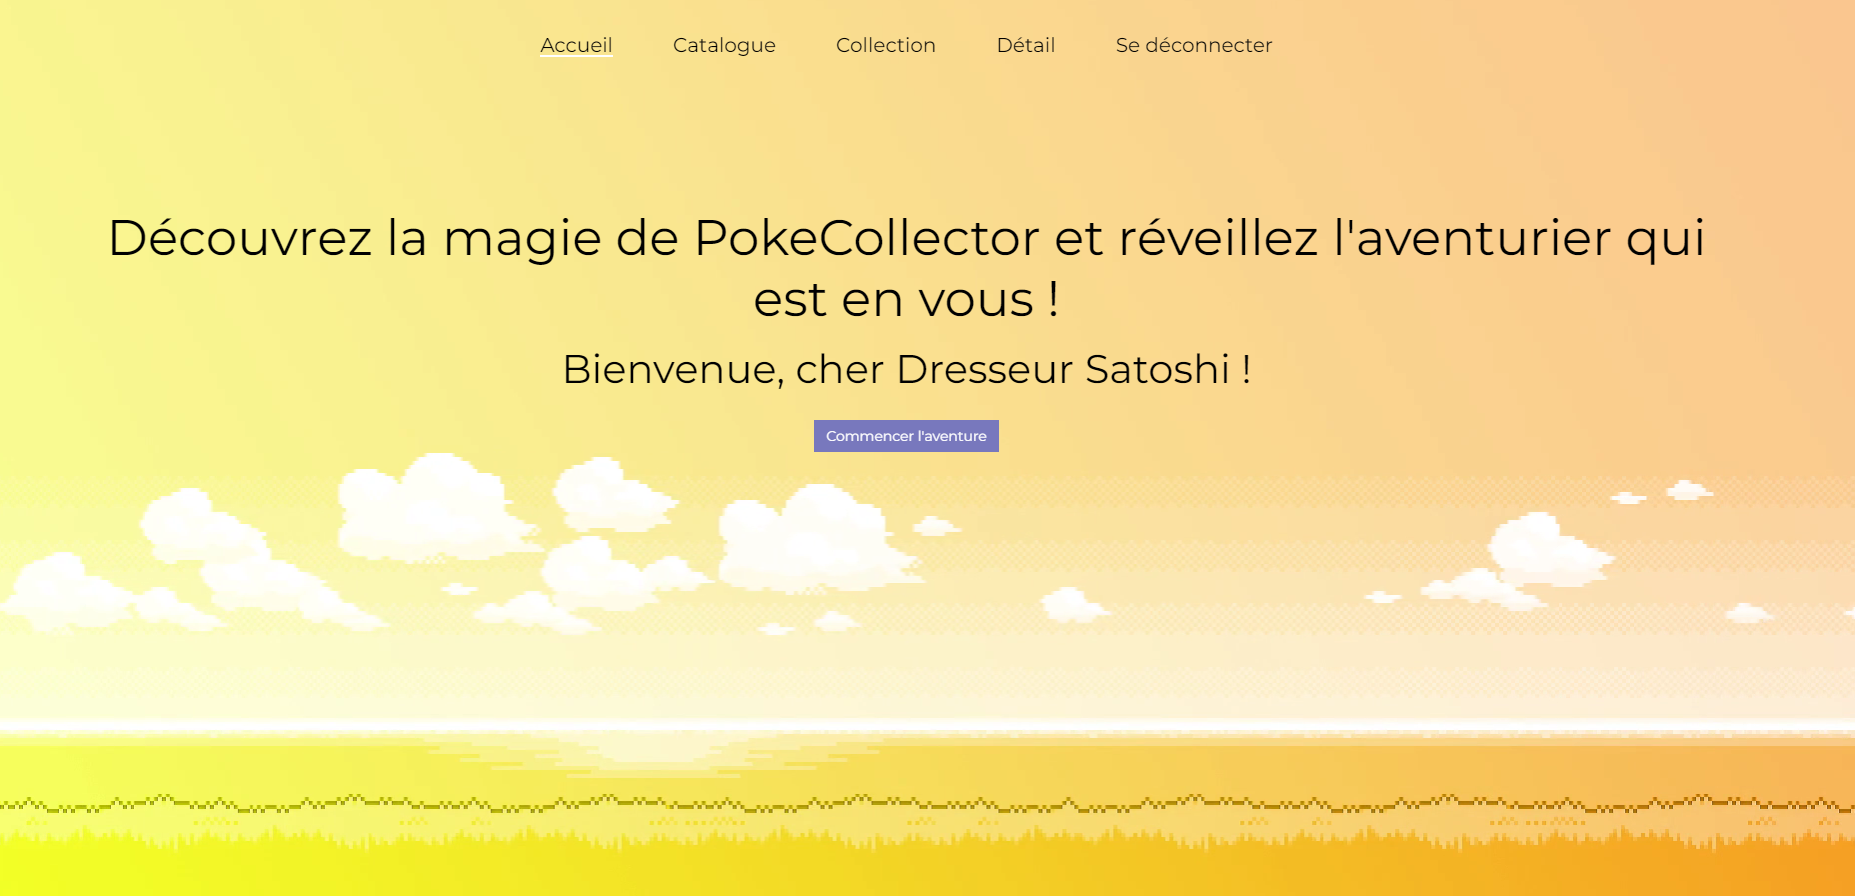 Accueil Catalogue Collection Détail Se déconnecter
Découvrez la magie de PokeCollector et réveillez l'aventurier qui
est en vous !
Bienvenue, cher Dresseur Satoshi !
Commencer l'aventure